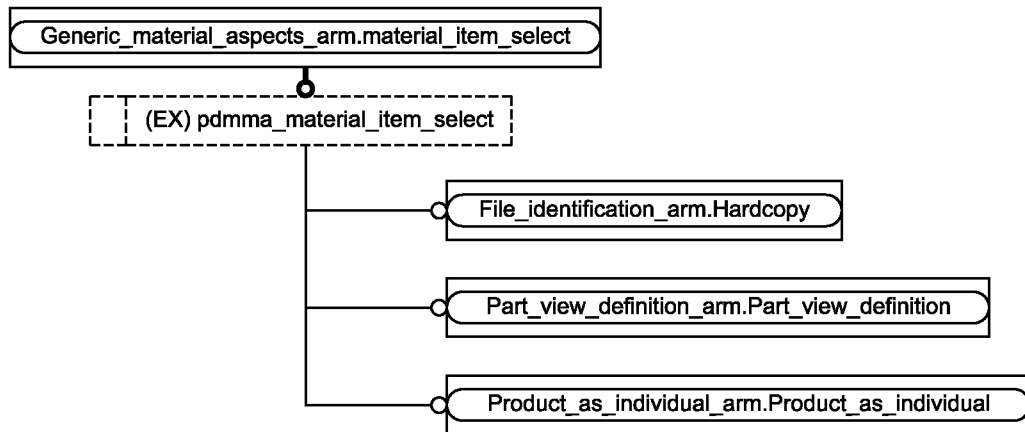 Generic_material_aspects_arm.material_item_select
(EX) pdmma_material_item_select
File_identification_arm.Hardcopy
Part_view_definition_arm.Part_view_definition
Product_as_individual_arm.Product_as_individual